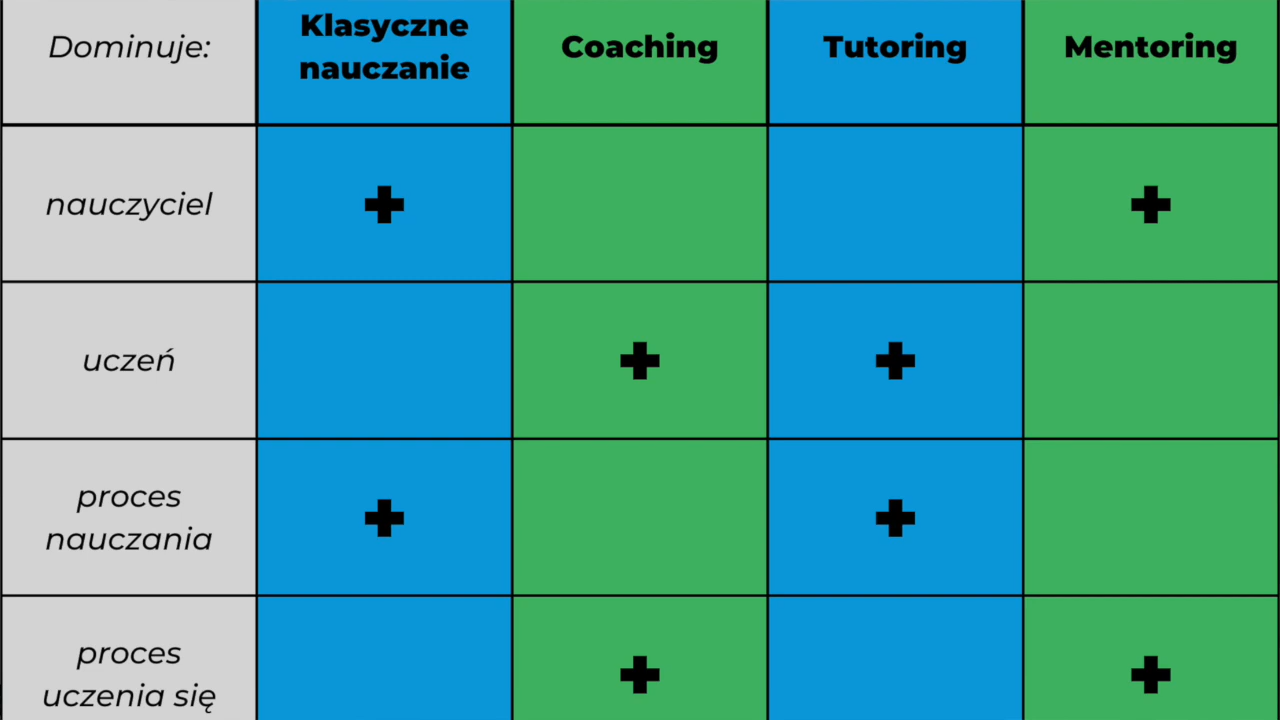 Dominuje:
Klasyczne
nauczanie
Coaching
Tutoring
Mentoring
nauczyciel
+ +
uczeń
+ +
proces
nauczania
+ +
proces
uczenia się
+ +